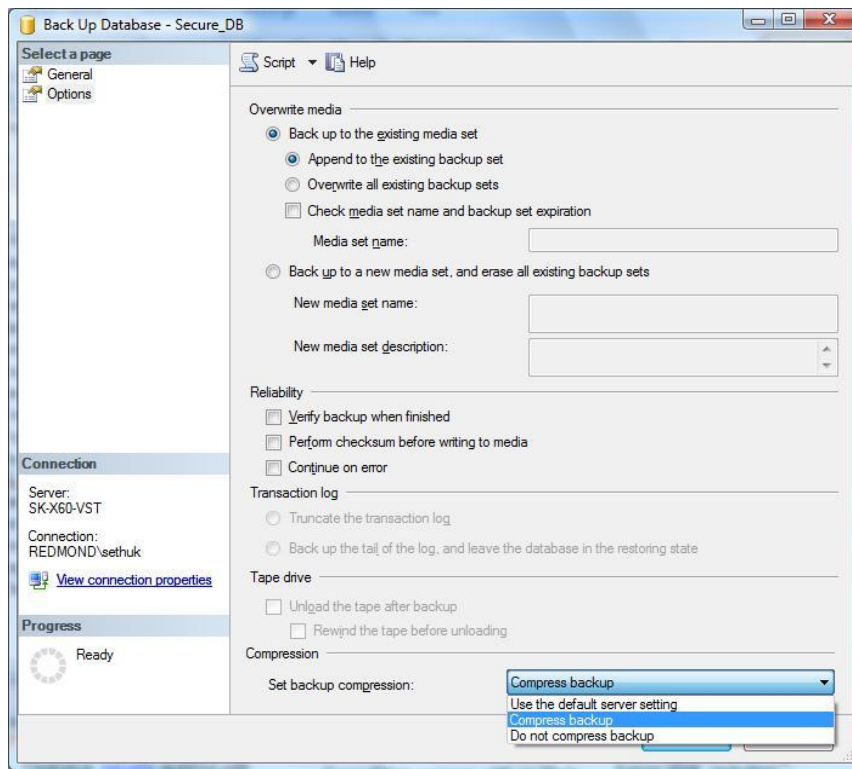 Back Up Database - Secure_DB
Select a page
General
Options
Script
Help
Overwrite media
Back up to the existing media set
Append to the existing backup set
Overwrite all existing backup sets
Check media set name and backup set expiration
Media set name:
Back up to a new media set, and erase all existing backup sets
New media set name:
New media set description:
Reliability
Verify backup when finished
Perform checksum before writing to media
Continue on error
Connection
Server:
SK-X60-VST
Connection:
REDMOND\sethuk
View connection properties
Transaction log
Truncate the transaction log
Back up the tail of the log, and leave the database in the restoring state
Tape drive
Unload the tape after backup
Rewind the tape before unloading
Progress
Ready
Compression
Set backup compression:
Compress backup
Use the default server setting
Compress backup
Do not compress backup